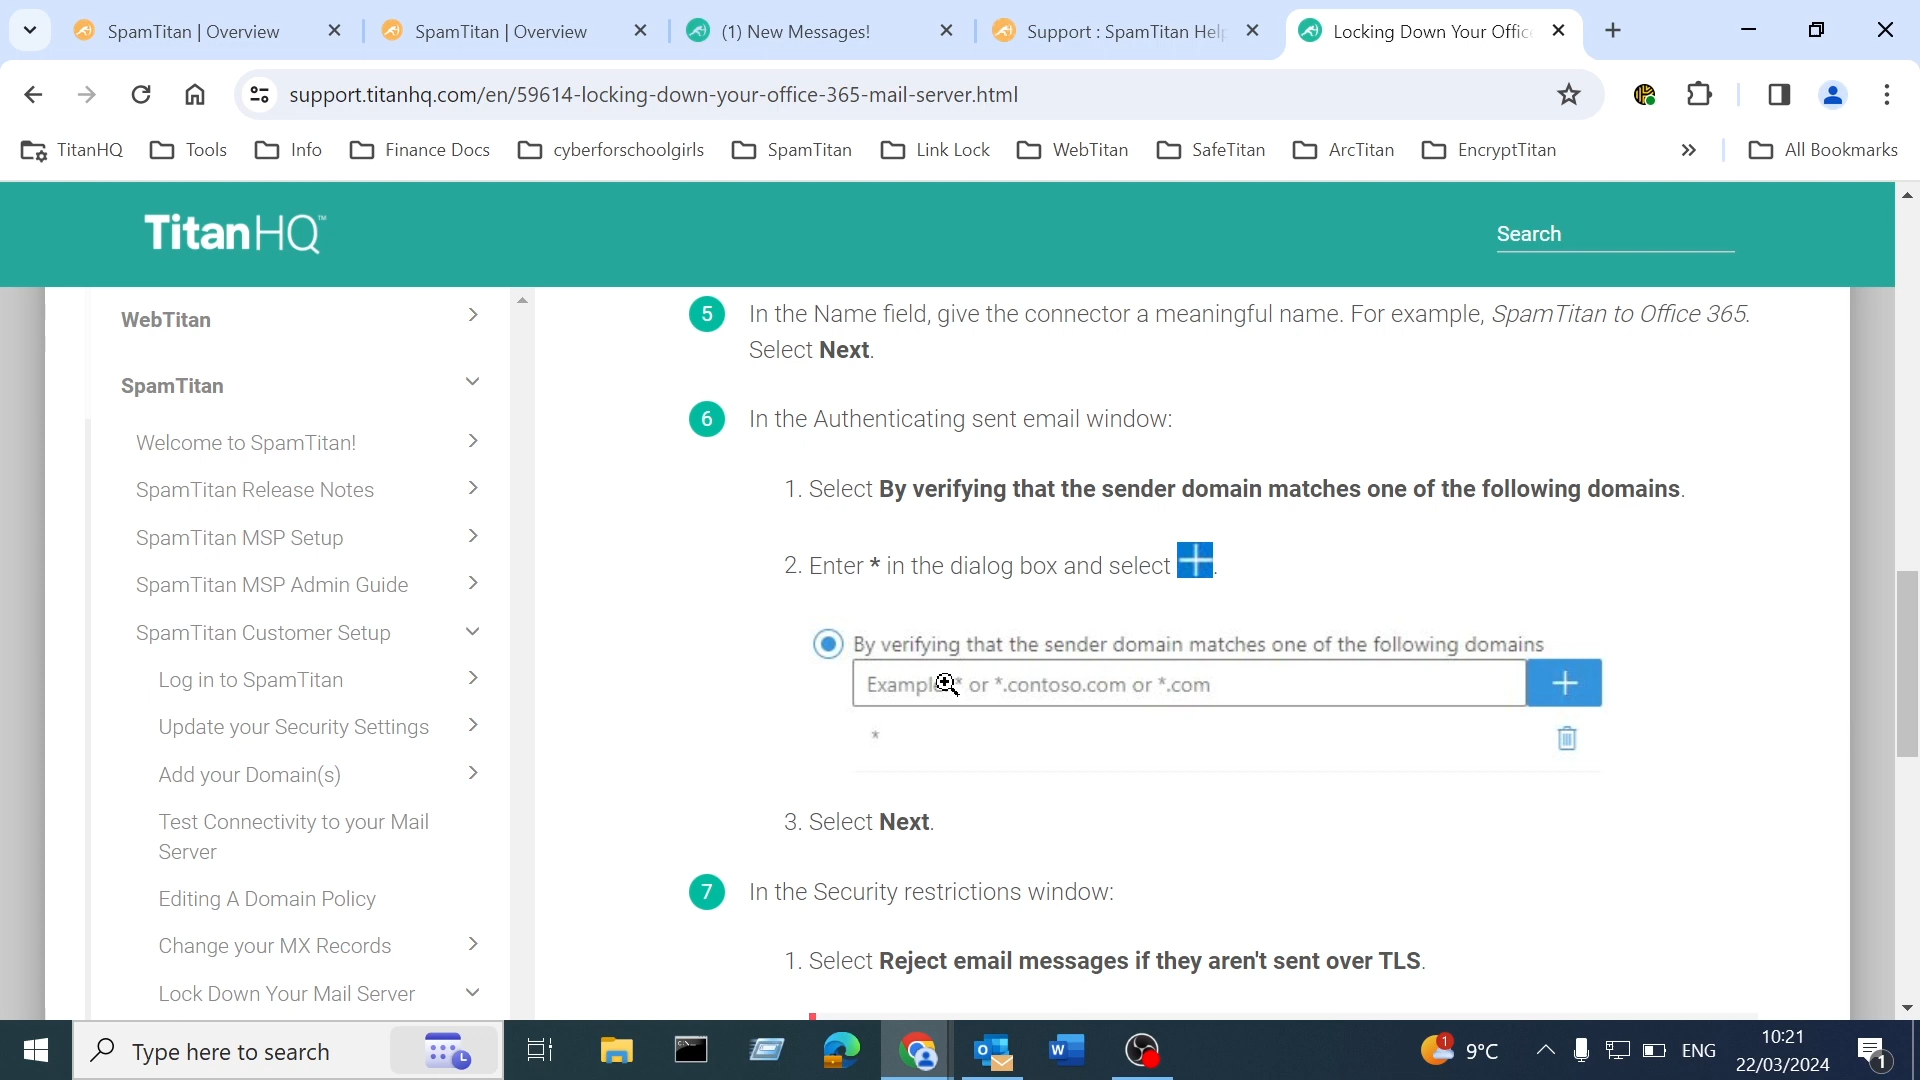 SpamTitan | Overview
SpamTitan | Overview
(1) New Messages!
Support : SpamTitan Help
Locking Down Your Offic
support.titanhq.com/en/59614-locking-down-your-office-365-mail-server.html
TitanHQ
Tools
Info
Finance Docs
cyberforschoolgirls
SpamTitan
Link Lock
WebTitan
SafeTitan
ArcTitan
EncryptTitan
»
All Bookmarks
TitanHQ™
Search
WebTitan
SpamTitan
Welcome to SpamTitan!
SpamTitan Release Notes
SpamTitan MSP Setup
SpamTitan MSP Admin Guide
SpamTitan Customer Setup
Log in to SpamTitan
Update your Security Settings
Add your Domain(s)
Test Connectivity to your Mail
Server
Editing A Domain Policy
Change your MX Records
Lock Down Your Mail Server
5 In the Name field, give the connector a meaningful name. For example, SpamTitan to Office 365.
Select Next.
6 In the Authenticating sent email window:
1. Select By verifying that the sender domain matches one of the following domains.
2. Enter * in the dialog box and select +.
By verifying that the sender domain matches one of the following domains
Example * or *.contoso.com or *.com
*
3. Select Next.
7 In the Security restrictions window:
1. Select Reject email messages if they aren't sent over TLS.
Type here to search
1
9°C
ENG
10:21
22/03/2024
1